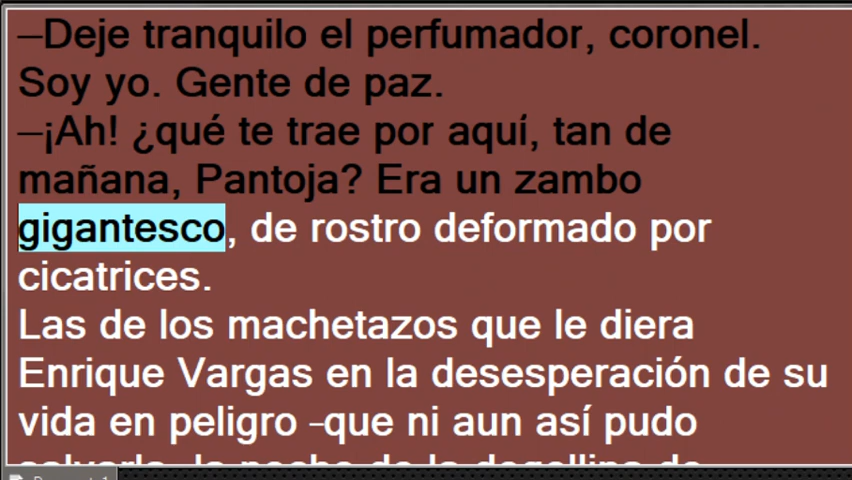 —Deje tranquilo el perfumador, coronel.
Soy yo. Gente de paz.
—¡Ah! ¿qué te trae por aquí, tan de
mañana, Pantoja? Era un zambo
gigantesco, de rostro deformado por
cicatrices.
Las de los machetazos que le diera
Enrique Vargas en la desesperación de su
vida en peligro –que ni aun así pudo